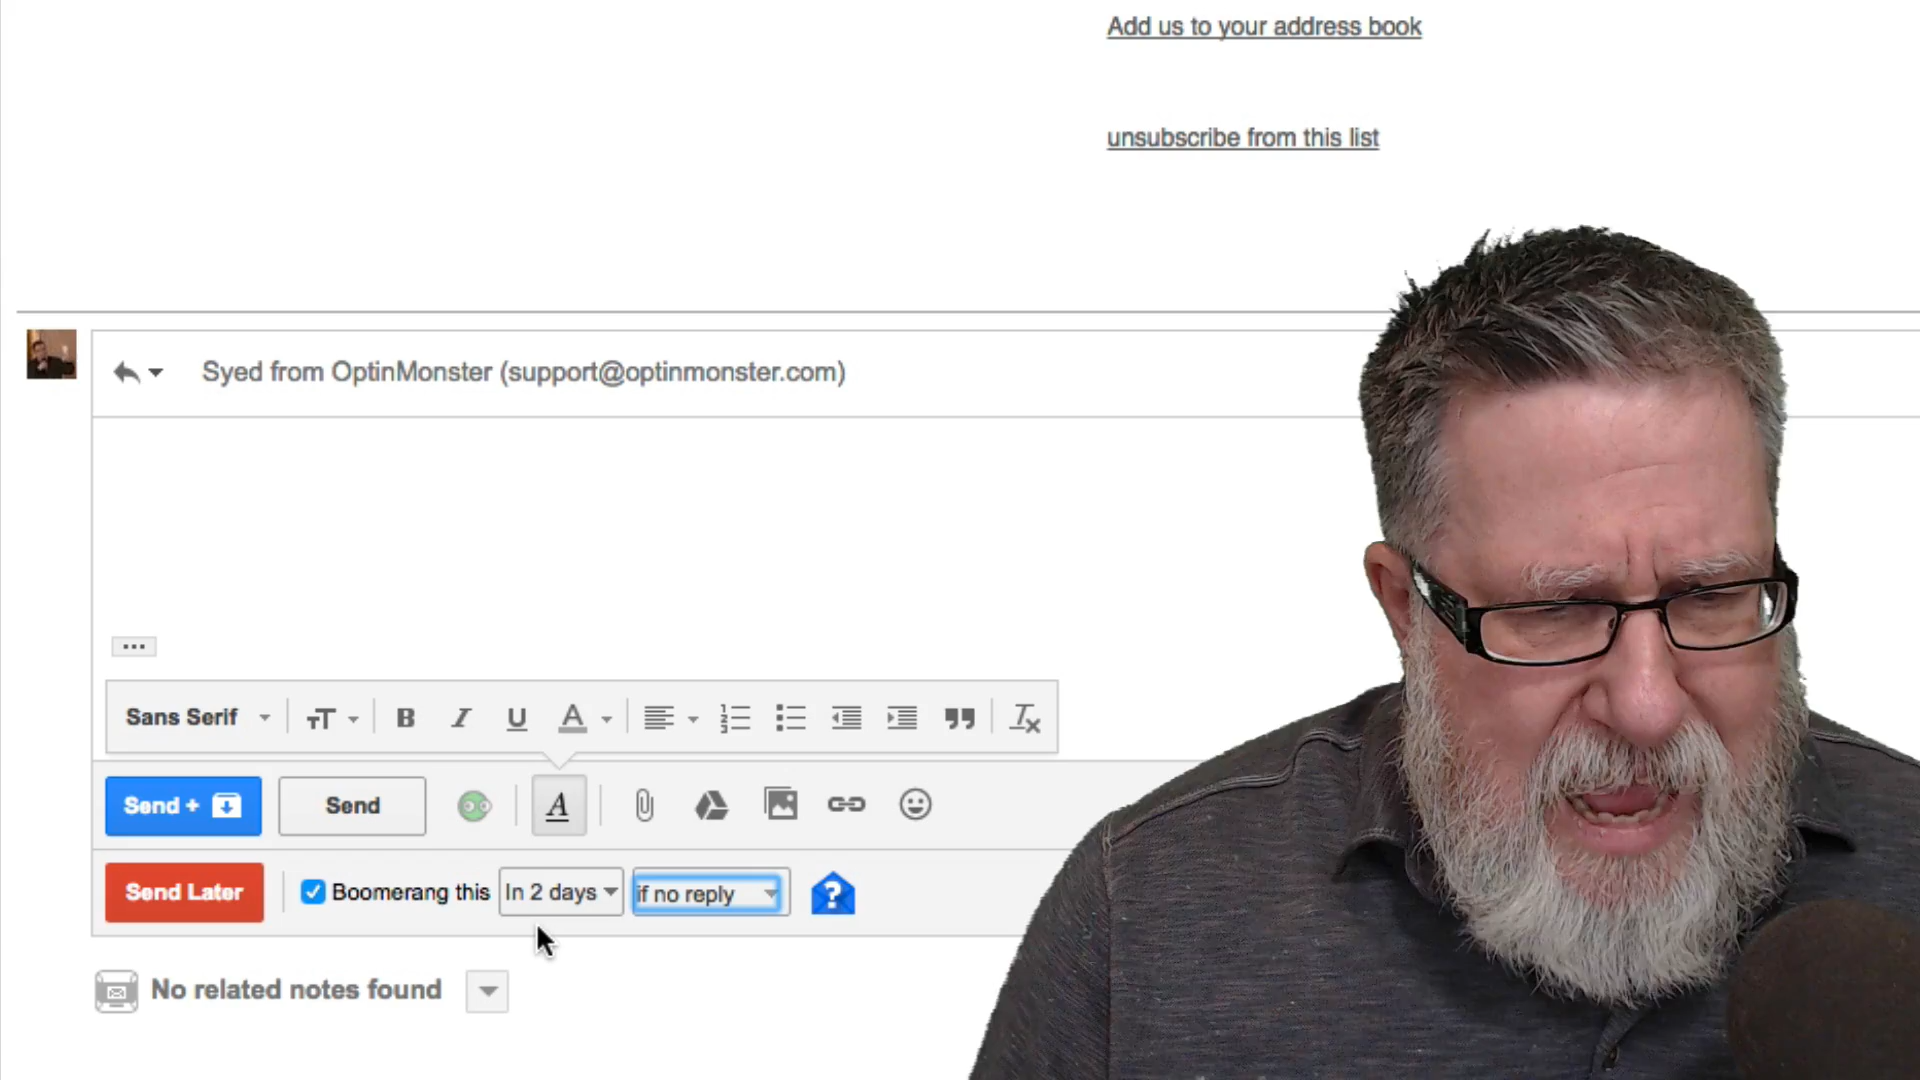 Add us to your address book
unsubscribe from this list
Syed from OptinMonster (support@optinmonster.com)
Sans Serif
Send +
Send
Send Later
Boomerang this In 2 days if no reply
No related notes found